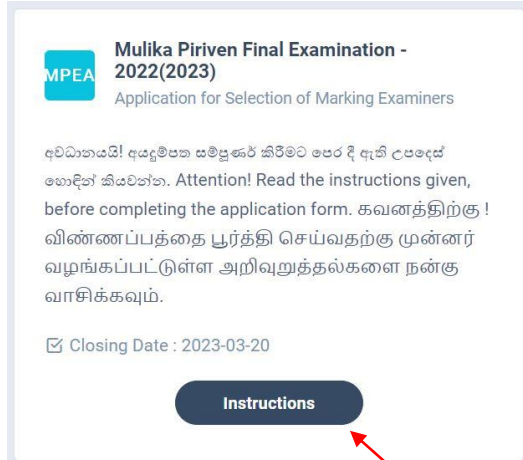 MPEA
Mulika Piriven Final Examination -
2022(2023)
Application for Selection of Marking Examiners
අවධානයයි! අයදුම්පත සම්පූර්ණ කිරීමට පෙර දී ඇති උපදෙස්
හොඳින් කියවන්න. Attention! Read the instructions given,
before completing the application form. கவனத்திற்கு !
விண்ணப்பத்தை பூர்த்தி செய்வதற்கு முன்னர்
வழங்கப்பட்டுள்ள அறிவுறுத்தல்களை நன்கு
வாசிக்கவும்.
Closing Date : 2023-03-20
Instructions